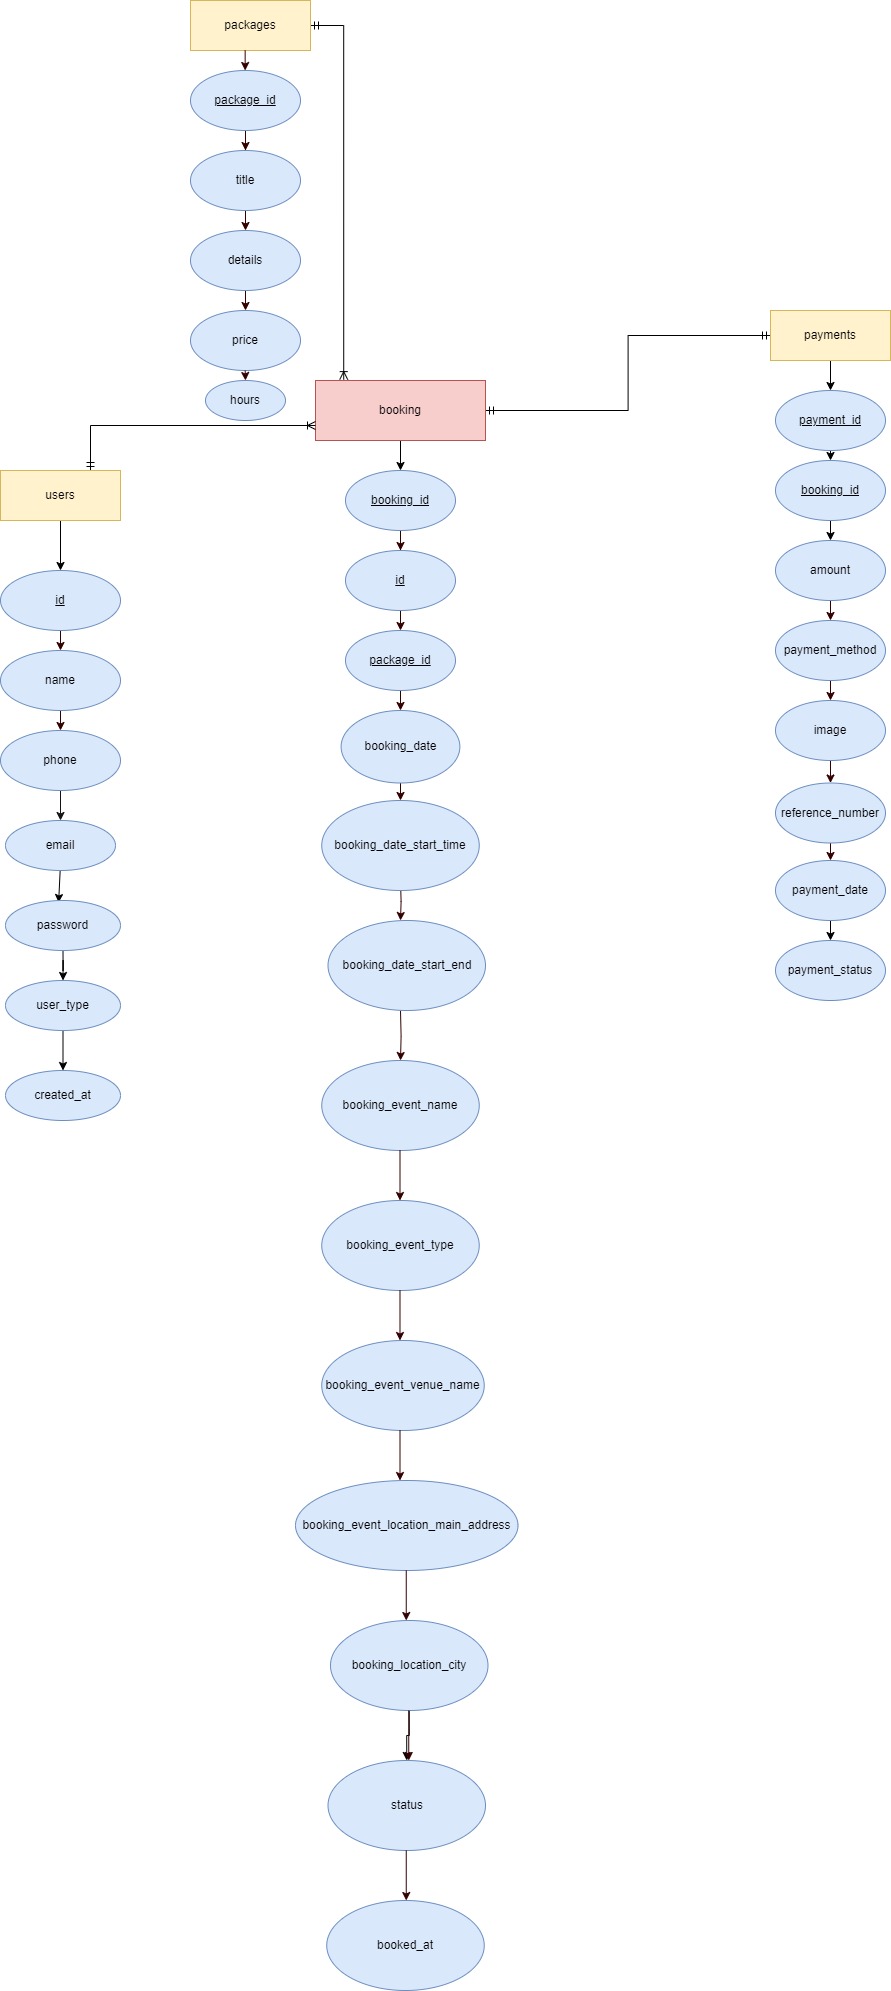 packages
package_id
title
details
price
hours
booking
booking_id
id
package_id
booking_date
booking_date_start_time
booking_date_start_end
booking_event_name
booking_event_type
booking_event_venue_name
booking_event_location_main_address
booking_location_city
status
booked_at
users
id
name
phone
email
password
user_type
created_at
payments
payment_id
booking_id
amount
payment_method
image
reference_number
payment_date
payment_status